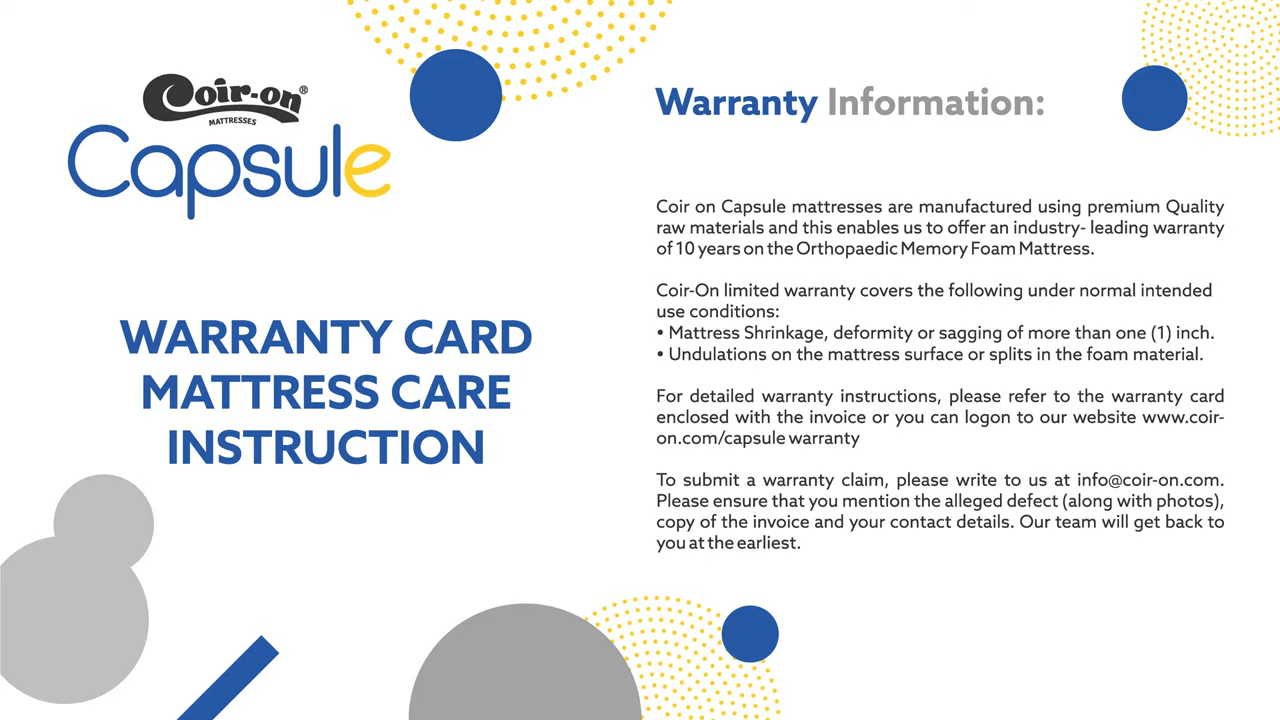 Coir-on®
MATTRESSES
Capsule
WARRANTY CARD
MATTRESS CARE
INSTRUCTION
Warranty Information:
Coir on Capsule mattresses are manufactured using premium Quality
raw materials and this enables us to offer an industry- leading warranty
of 10 years on the Orthopaedic Memory Foam Mattress.
Coir-On limited warranty covers the following under normal intended
use conditions:
• Mattress Shrinkage, deformity or sagging of more than one (1) inch.
• Undulations on the mattress surface or splits in the foam material.
For detailed warranty instructions, please refer to the warranty card
enclosed with the invoice or you can logon to our website www.coir-
on.com/capsule warranty
To submit a warranty claim, please write to us at info@coir-on.com.
Please ensure that you mention the alleged defect (along with photos),
copy of the invoice and your contact details. Our team will get back to
you at the earliest.